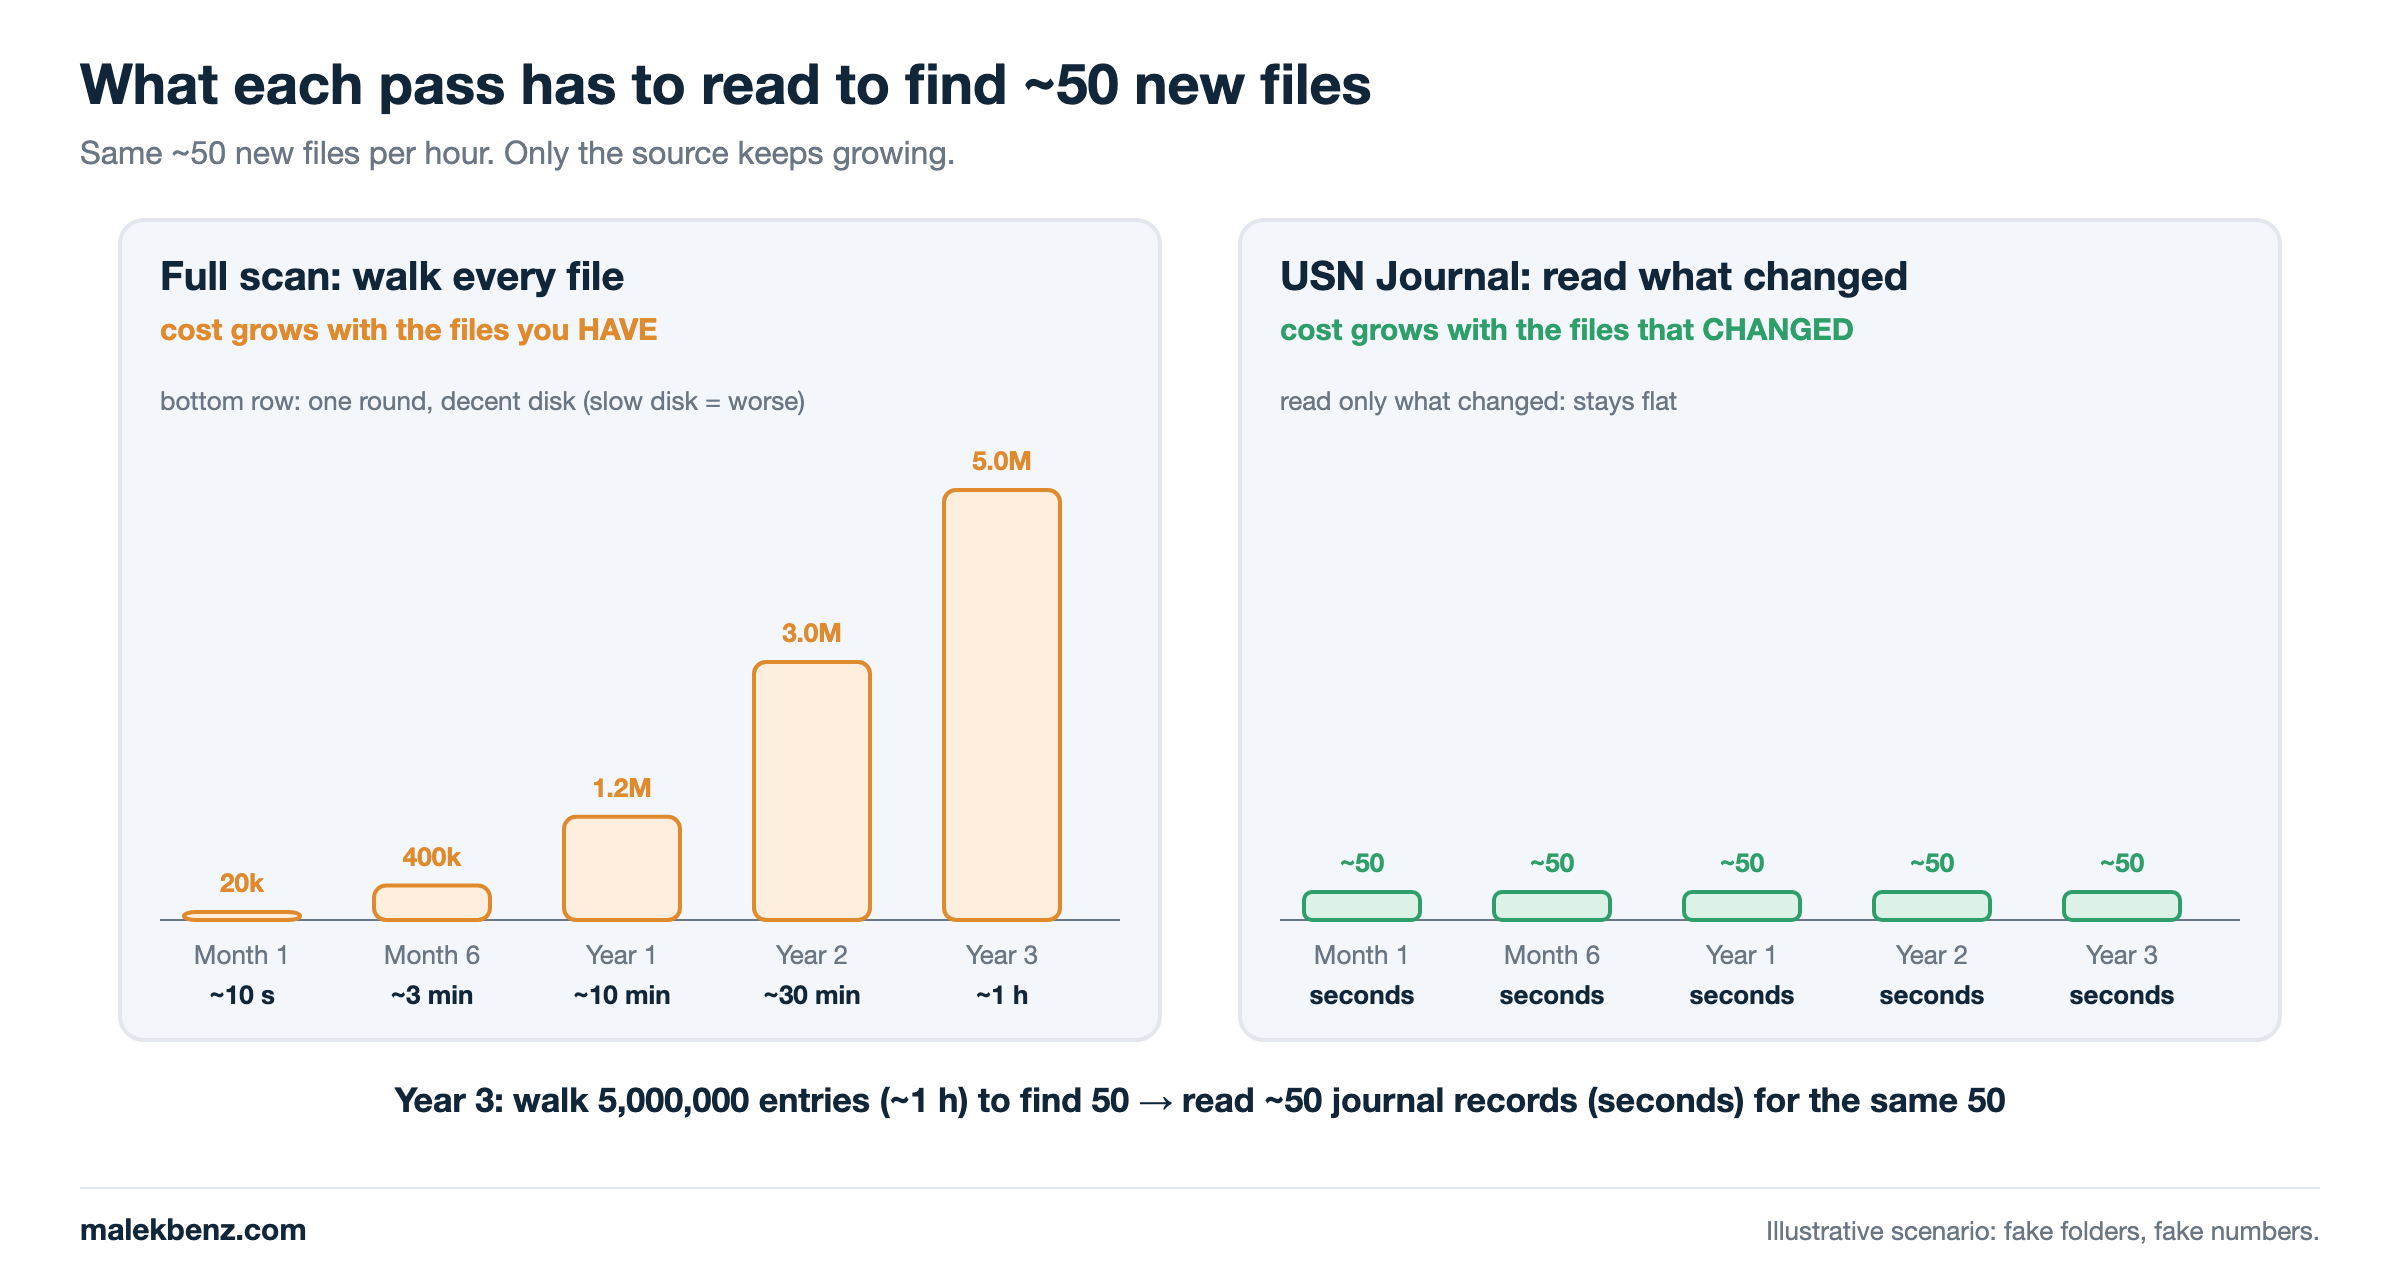 What each pass has to read to find ~50 new files
Same ~50 new files per hour. Only the source keeps growing.
Full scan: walk every file
cost grows with the files you HAVE
bottom row: one round, decent disk (slow disk = worse)
20k
400k
1.2M
3.0M
5.0M
Month 1
Month 6
Year 1
Year 2
Year 3
~10 s
~3 min
~10 min
~30 min
~1 h
USN Journal: read what changed
cost grows with the files that CHANGED
read only what changed: stays flat
~50
~50
~50
~50
~50
Month 1
Month 6
Year 1
Year 2
Year 3
seconds
seconds
seconds
seconds
seconds
Year 3: walk 5,000,000 entries (~1 h) to find 50 → read ~50 journal records (seconds) for the same 50
malekbenz.com
Illustrative scenario: fake folders, fake numbers.